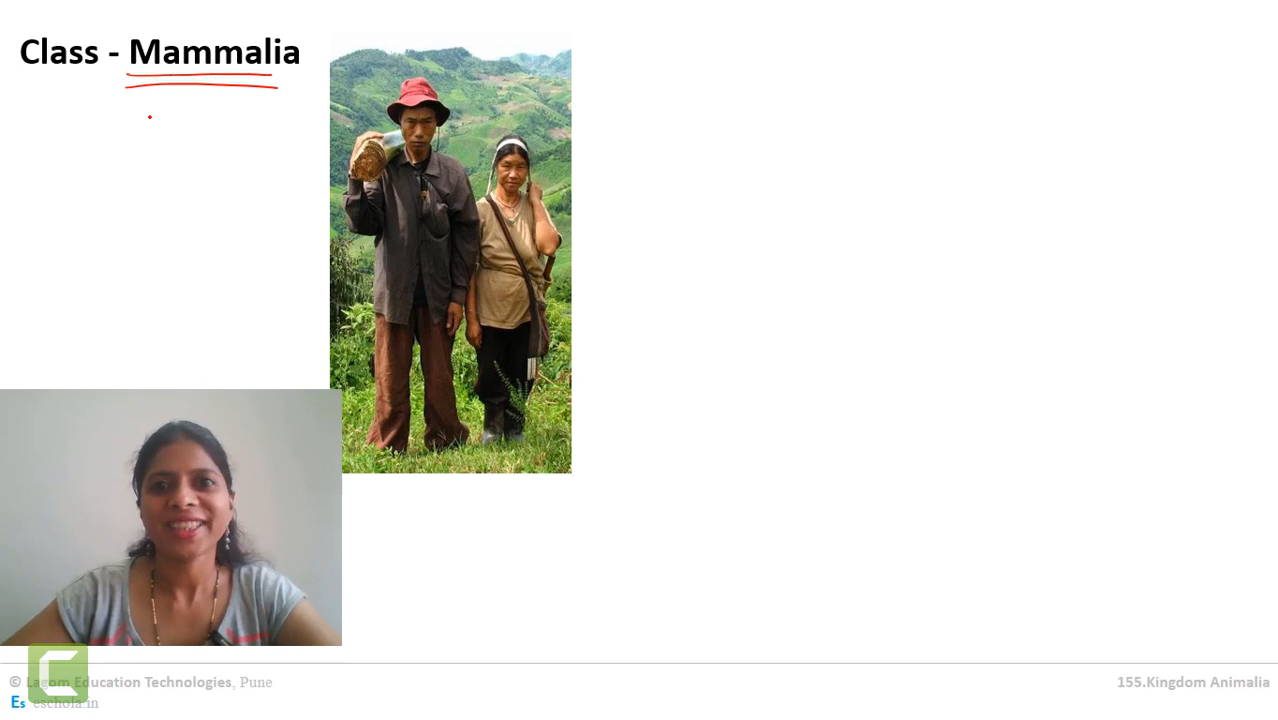 Class - Mammalia
© Lagom Education Technologies, Pune
Es eschola.in
155.Kingdom Animalia